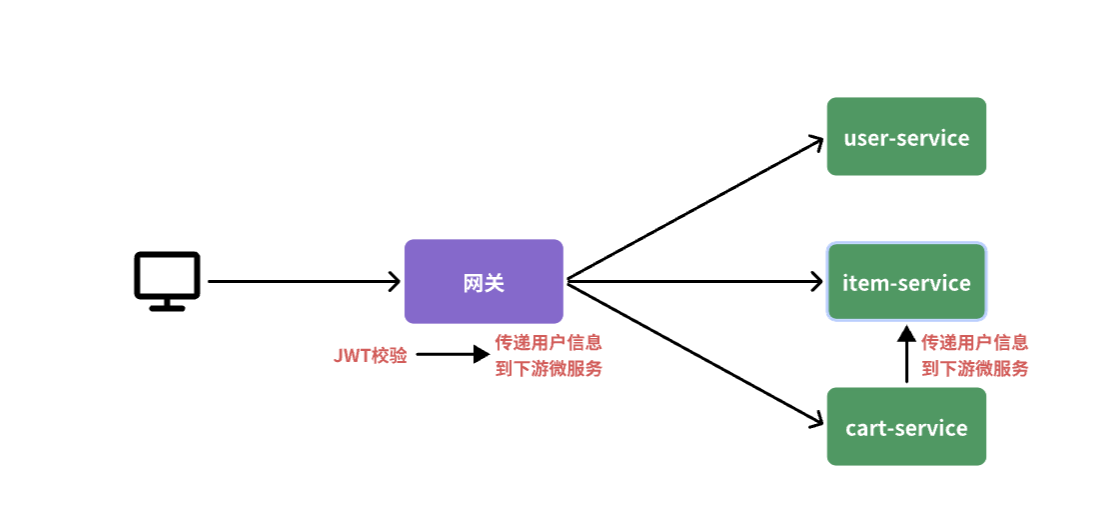 user-service
网关
item-service
JWT校验
传递用户信息
到下游微服务
传递用户信息
到下游微服务
cart-service